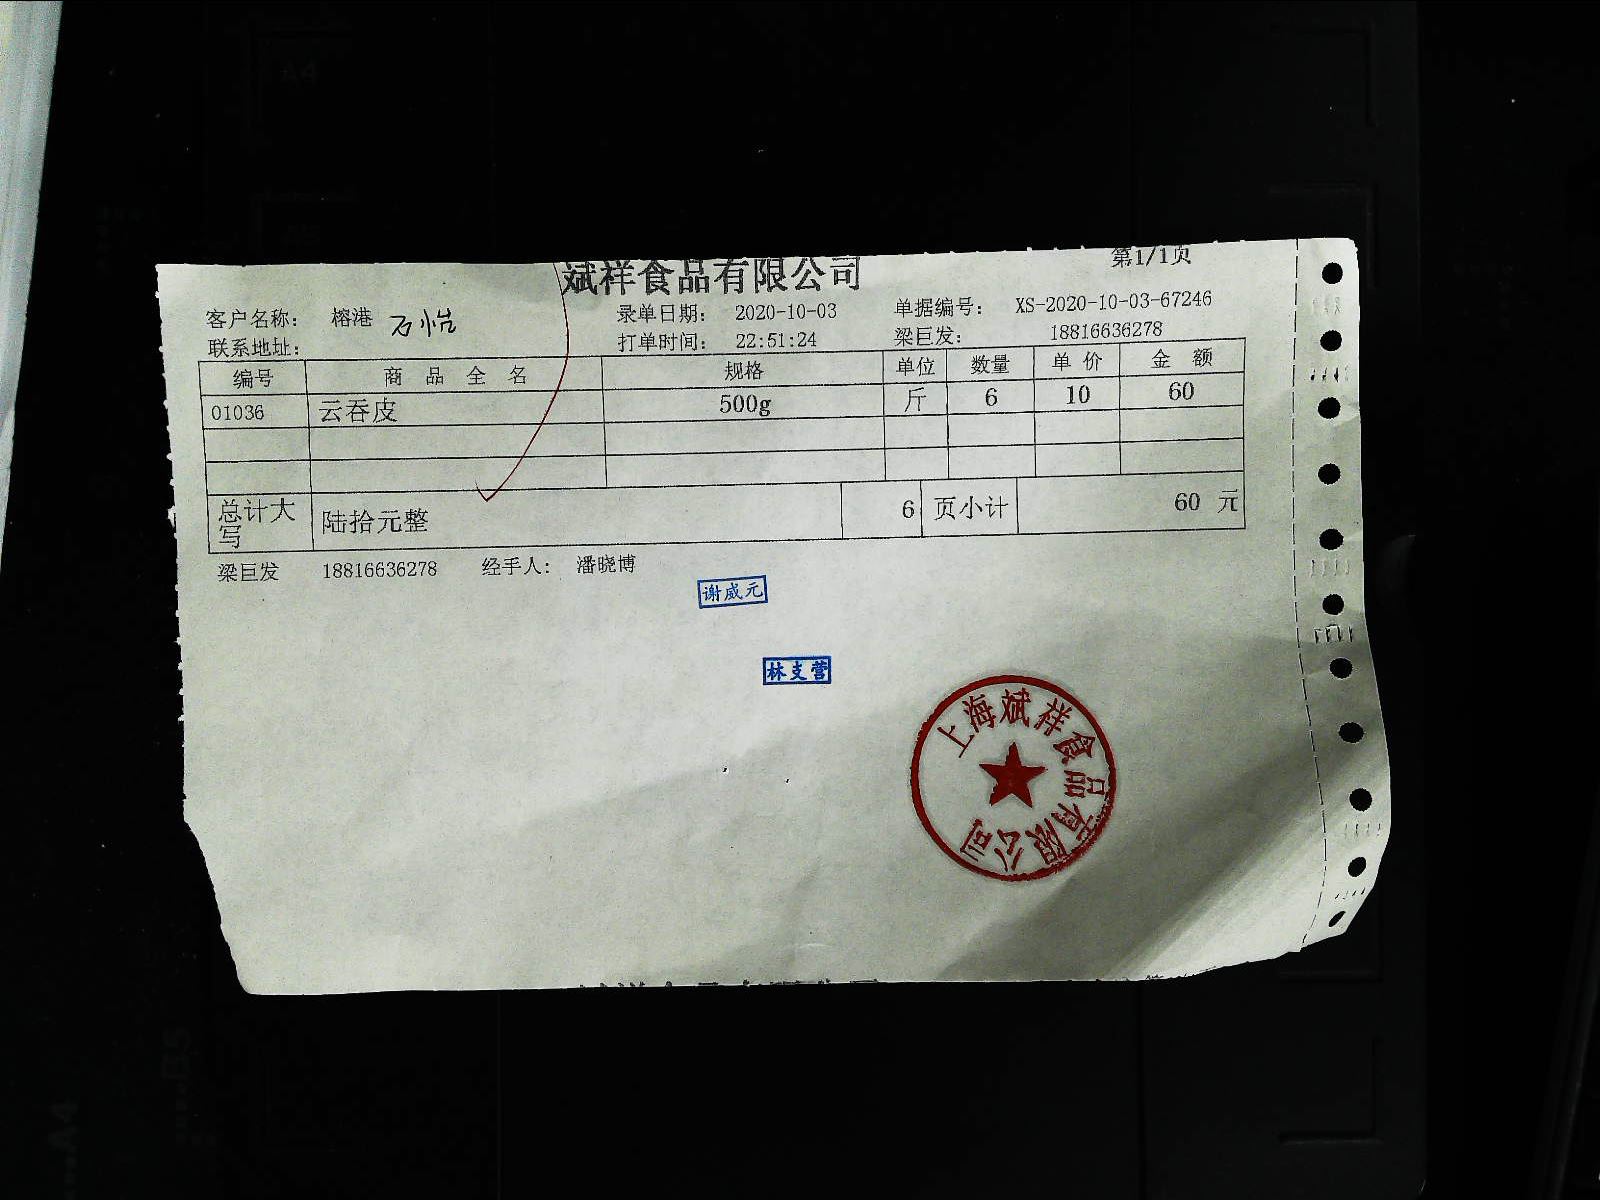 斌祥食品有限公司 第1/1页
客户名称: 榕港 石怡 录单日期: 2020-10-03 单据编号: XS-2020-10-03-67246
联系地址: 打单时间: 22:51:24 梁巨发: 18816636278
编号 商品全名 规格 单位 数量 单价 金额
01036 云吞皮 500g 斤 6 10 60
总计大写 陆拾元整 6 页小计 60 元
梁巨发 18816636278 经手人: 潘晓博
谢威元
林支营
上海斌祥食品有限公司